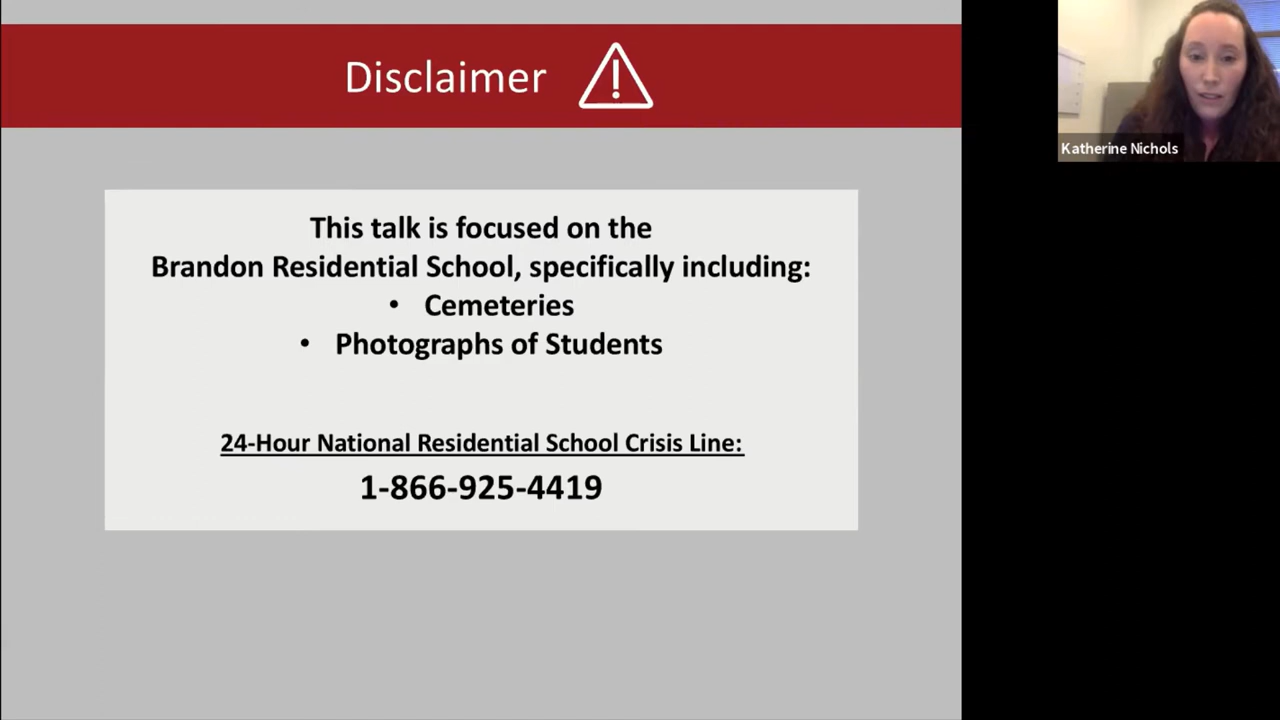 Disclaimer
This talk is focused on the
Brandon Residential School, specifically including:
• Cemeteries
• Photographs of Students
24-Hour National Residential School Crisis Line:
1-866-925-4419
Katherine Nichols